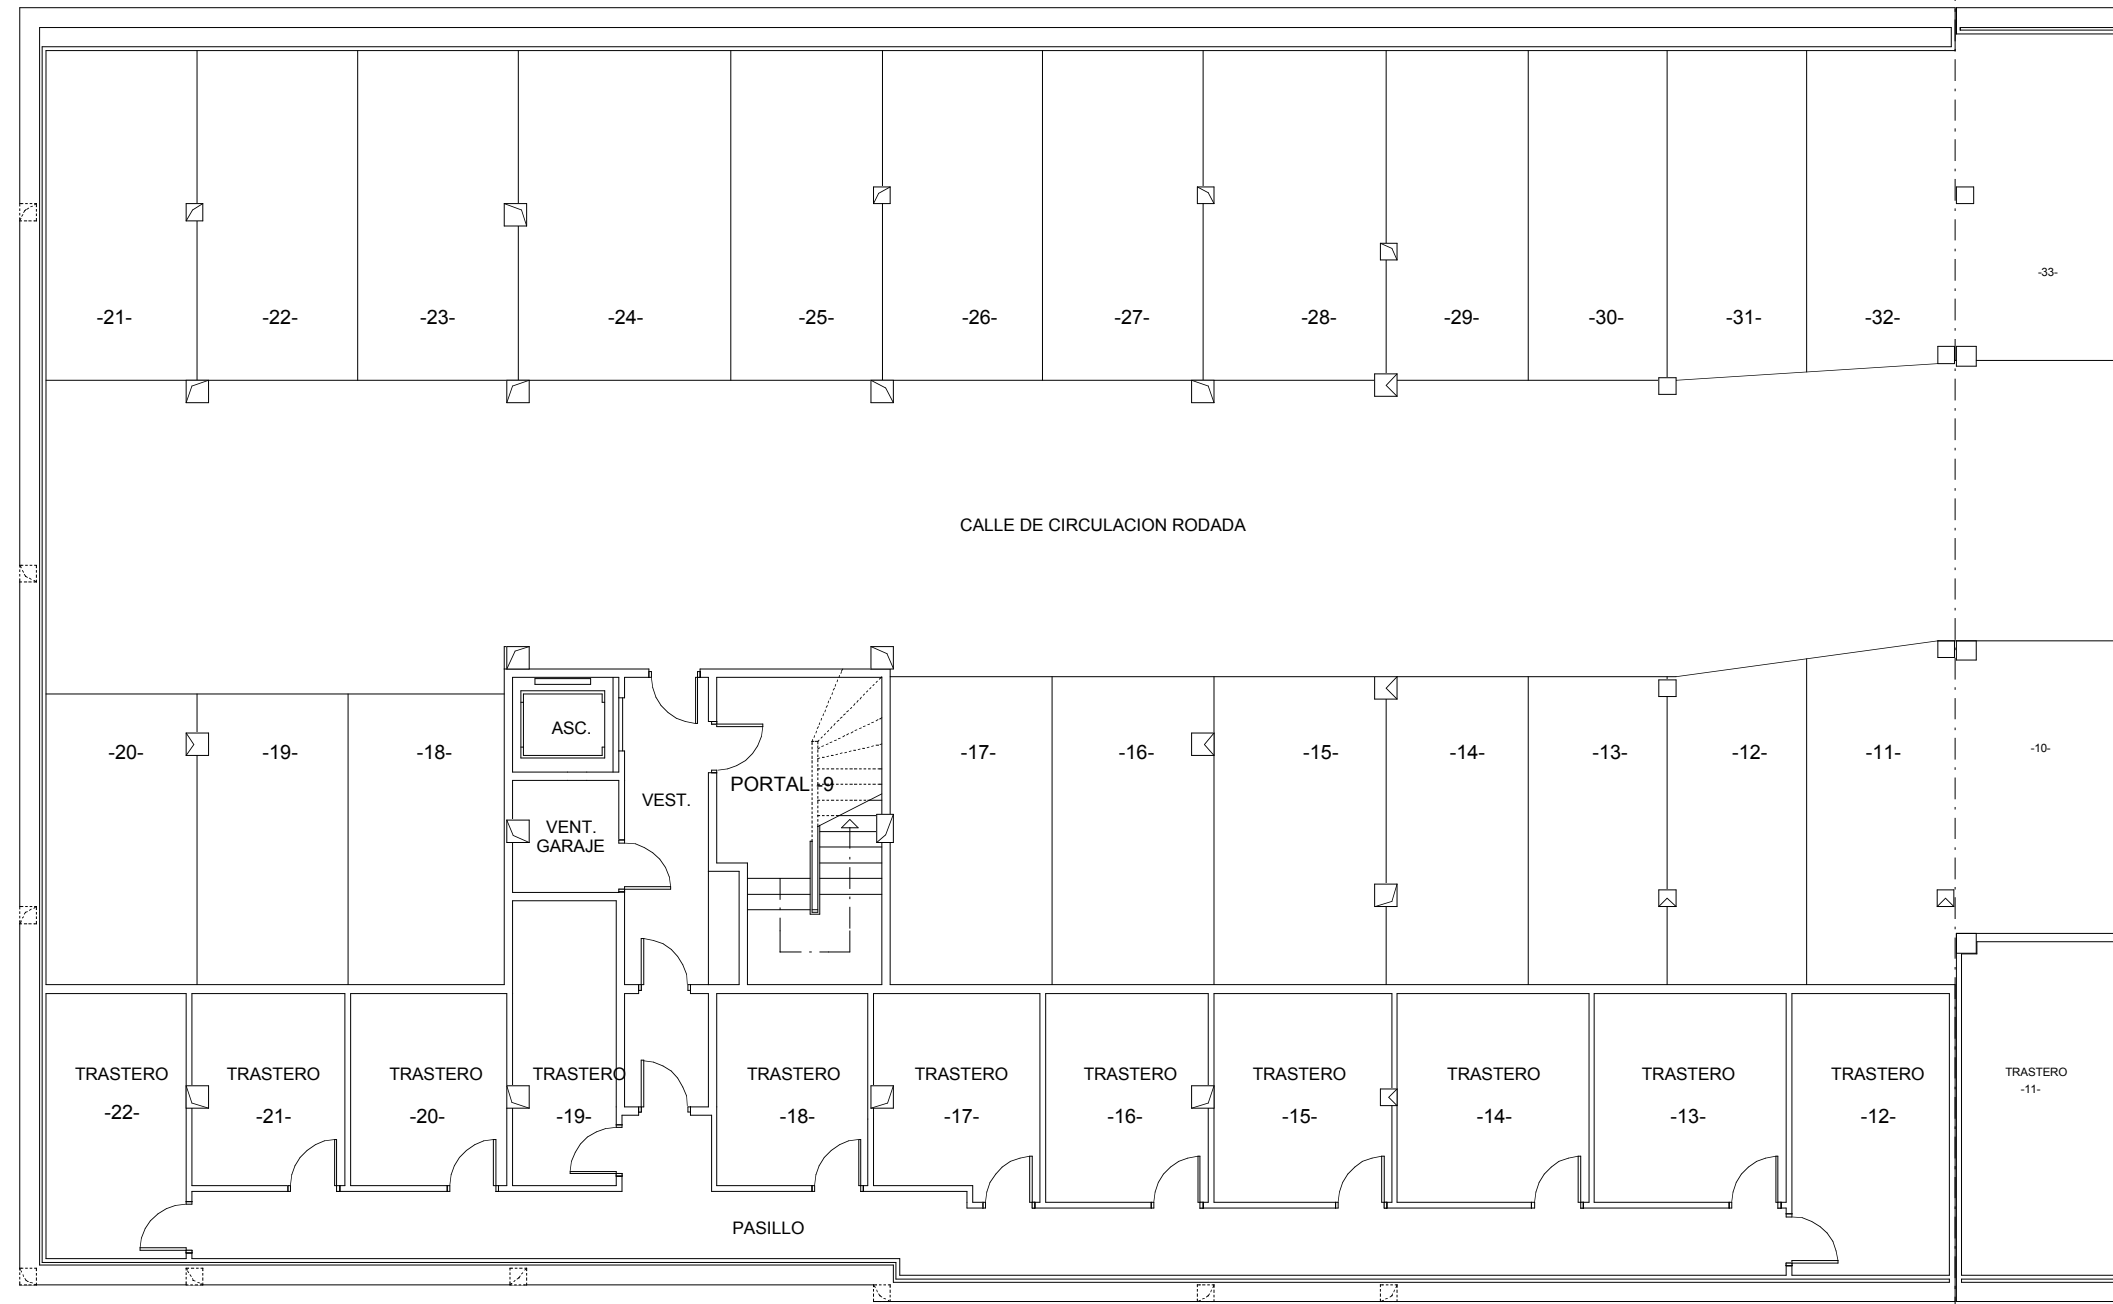 -21-
-22-
-23-
-24-
-25-
-26-
-27-
-28-
-29-
-30-
-31-
-32-
-33-
CALLE DE CIRCULACION RODADA
-20-
-19-
-18-
ASC.
VENT.
GARAJE
VEST.
PORTAL -9
-17-
-16-
-15-
-14-
-13-
-12-
-11-
-10-
TRASTERO
-22-
TRASTERO
-21-
TRASTERO
-20-
TRASTERO
-19-
TRASTERO
-18-
TRASTERO
-17-
TRASTERO
-16-
TRASTERO
-15-
TRASTERO
-14-
TRASTERO
-13-
TRASTERO
-12-
TRASTERO
-11-
PASILLO